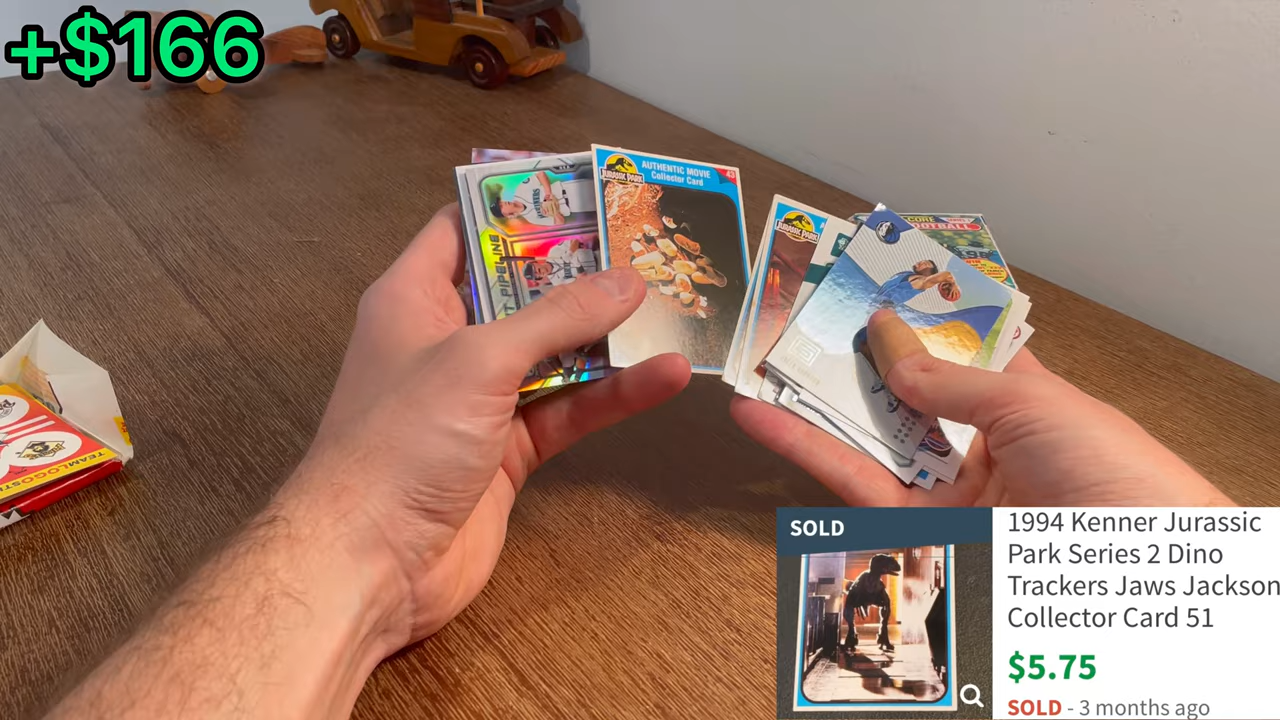 +$166
AUTHENTIC MOVIE
Collector Card
43
JURASSIC PARK
JURASSIC PARK
PIPELINE
SCORE
FOOTBALL
SOLD
1994 Kenner Jurassic
Park Series 2 Dino
Trackers Jaws Jackson
Collector Card 51
$5.75
SOLD - 3 months ago